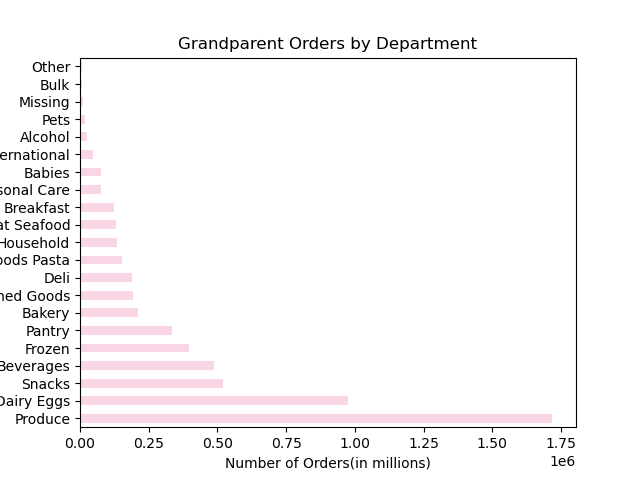 Grandparent Orders by Department
Other
Bulk
Missing
Pets
Alcohol
ernational
Babies
sonal Care
Breakfast
at Seafood
Household
oods Pasta
Deli
ned Goods
Bakery
Pantry
Frozen
Beverages
Snacks
Dairy Eggs
Produce
0.00 0.25 0.50 0.75 1.00 1.25 1.50 1.75
1e6
Number of Orders(in millions)